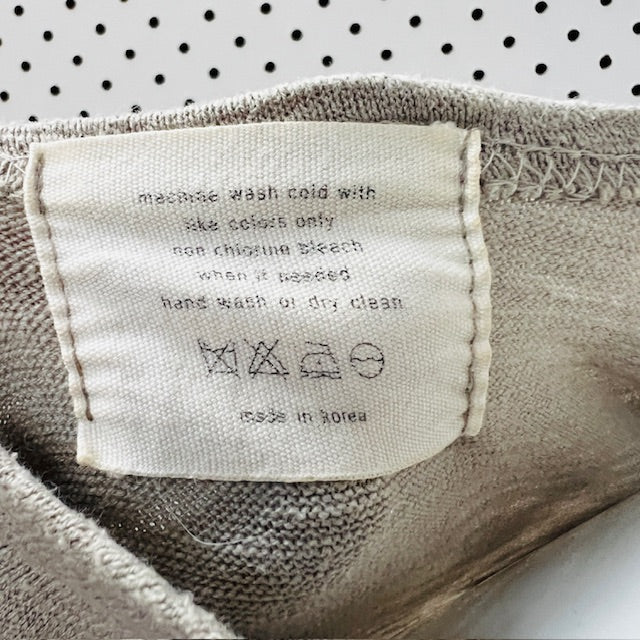 machine wash cold with
like colors only
non chlorine bleach
when if needed
hand wash or dry clean
made in korea